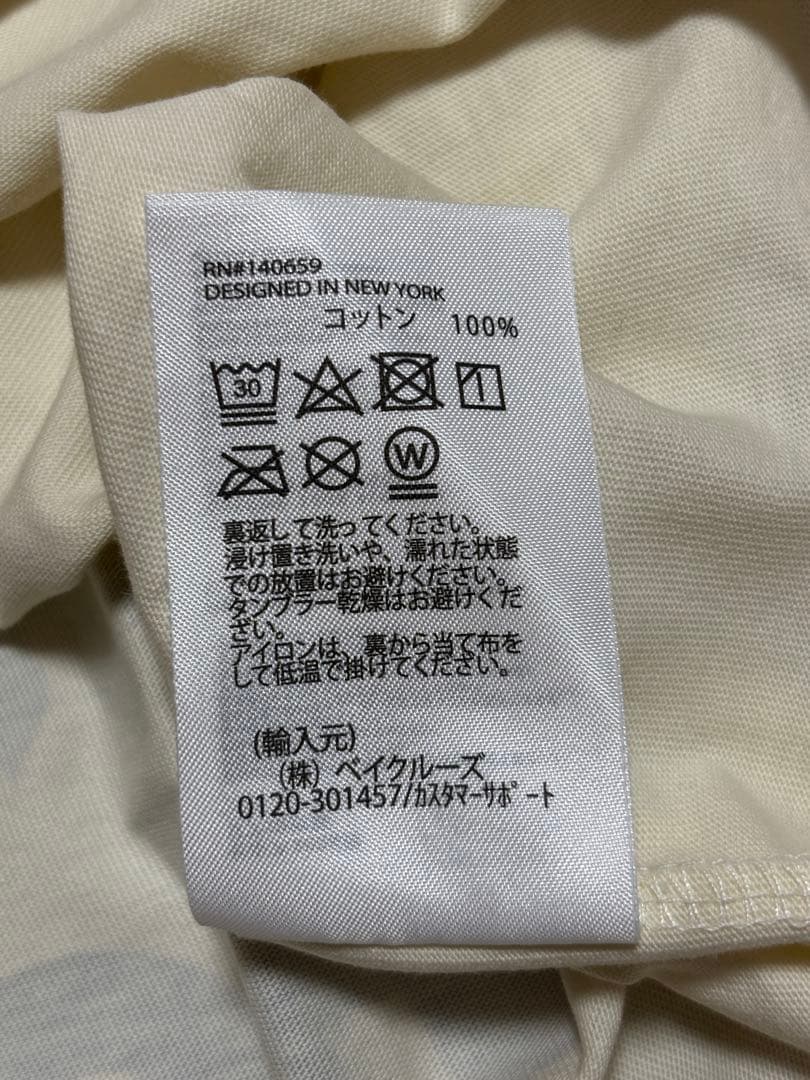 RN#140659
DESIGNED IN NEW YORK
コットン 100%
30
W
裏返して洗ってください。
浸け置き洗いや、濡れた状態
での放置はお避けください。
タンブラー乾燥はお避けくだ
ざい。
アイロンは、裏から当て布を
して低温で掛けてください。
(輸入元)
(株) ベイクルーズ
0120-301457/ｶｽﾀﾏｰｻﾎﾟｰﾄ